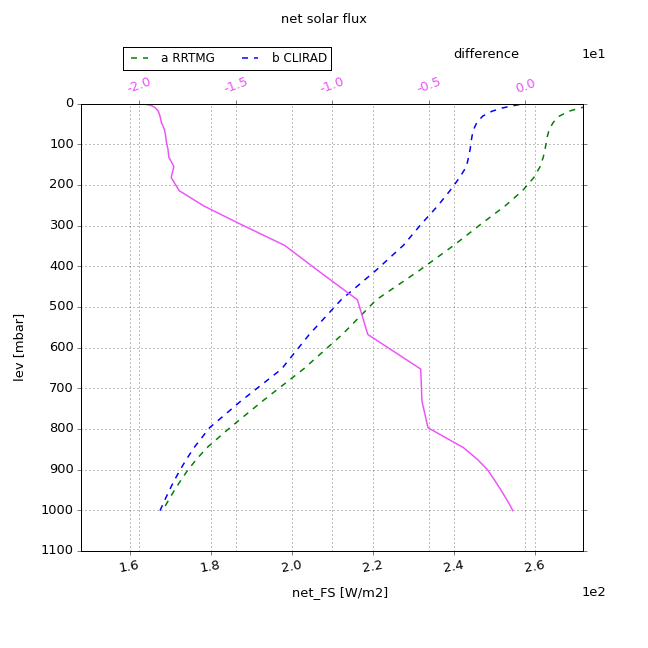 net solar flux
a RRTMG b CLIRAD difference 1e1
-2.0 -1.5 -1.0 -0.5 0.0
0
100
200
300
400
500
600
700
800
900
1000
1100
lev [mbar]
1.6 1.8 2.0 2.2 2.4 2.6
net_FS [W/m2] 1e2